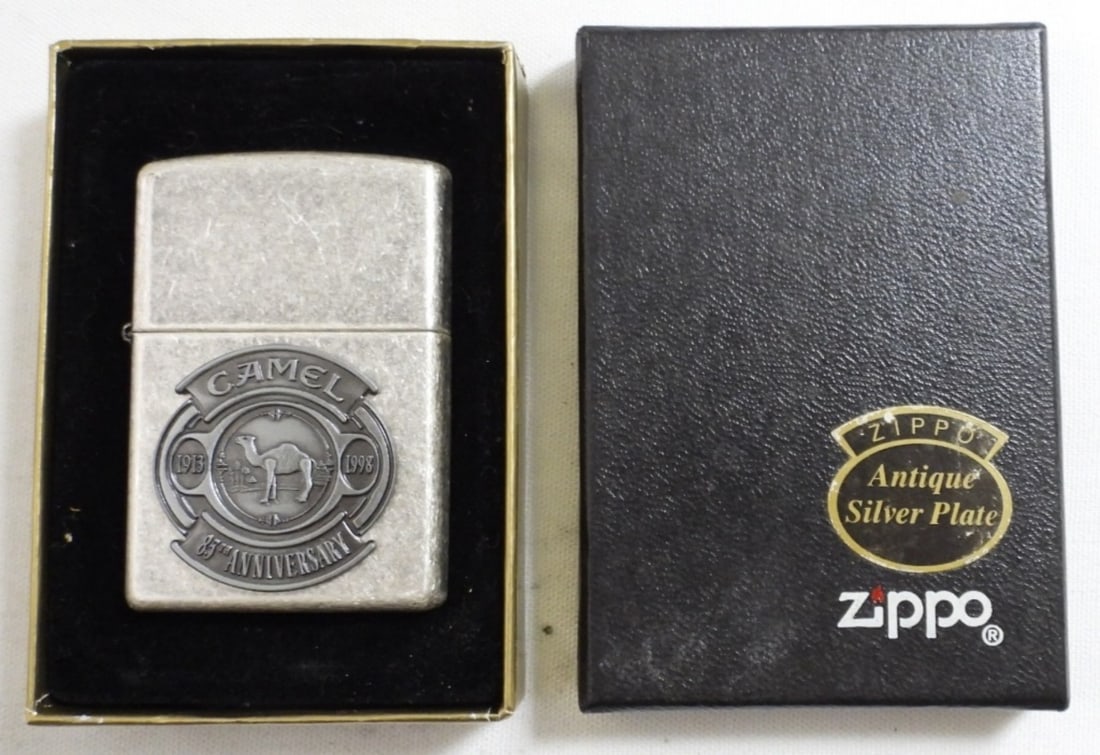 CAMEL
1913 1998
85TH ANNIVERSARY
ZIPPO
Antique
Silver Plate
zippo®